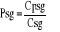 Psg = Cpsg / Csg